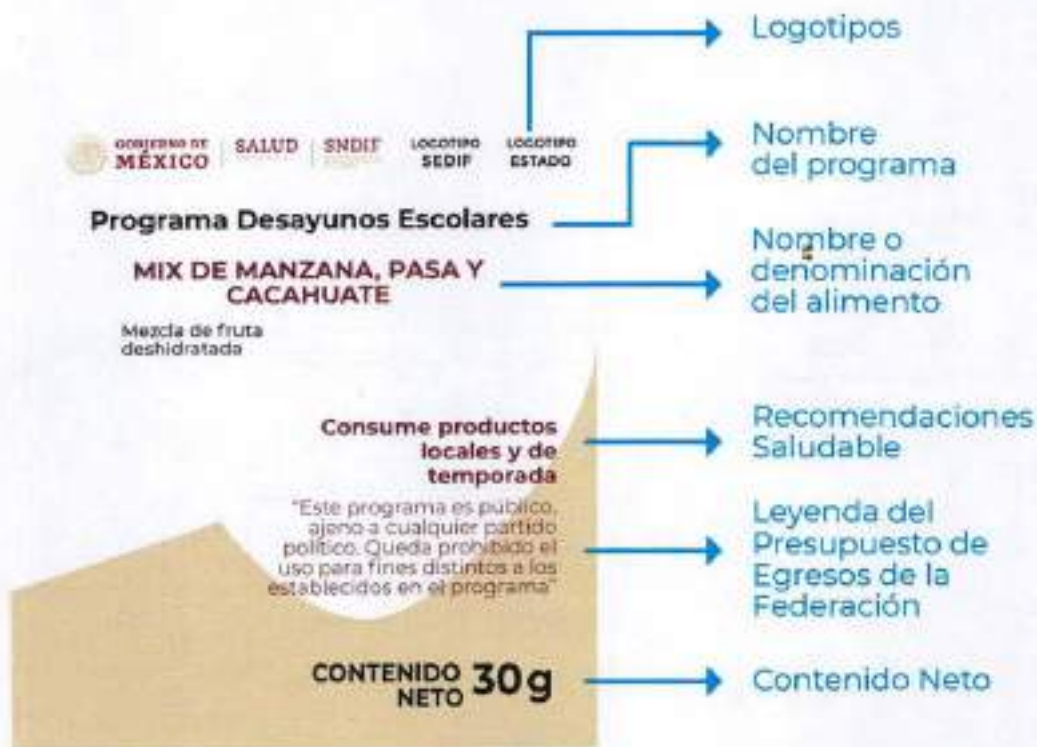 Logotipos
GOBIERNO DE
MÉXICO
SALUD
SNDIF
LOGOTIPO
SEDIF
LOGOTIPO
ESTADO
Nombre
del programa
Programa Desayunos Escolares
Nombre o
denominación
del alimento
MIX DE MANZANA, PASA Y
CACAHUATE
Mezcla de fruta
deshidratada
Recomendaciones
Saludable
Consume productos
locales y de
temporada
Leyenda del
Presupuesto de
Egresos de la
Federación
"Este programa es público,
ajeno a cualquier partido
político. Queda prohibido el
uso para fines distintos a los
establecidos en el programa"
CONTENIDO
NETO 30g
Contenido Neto